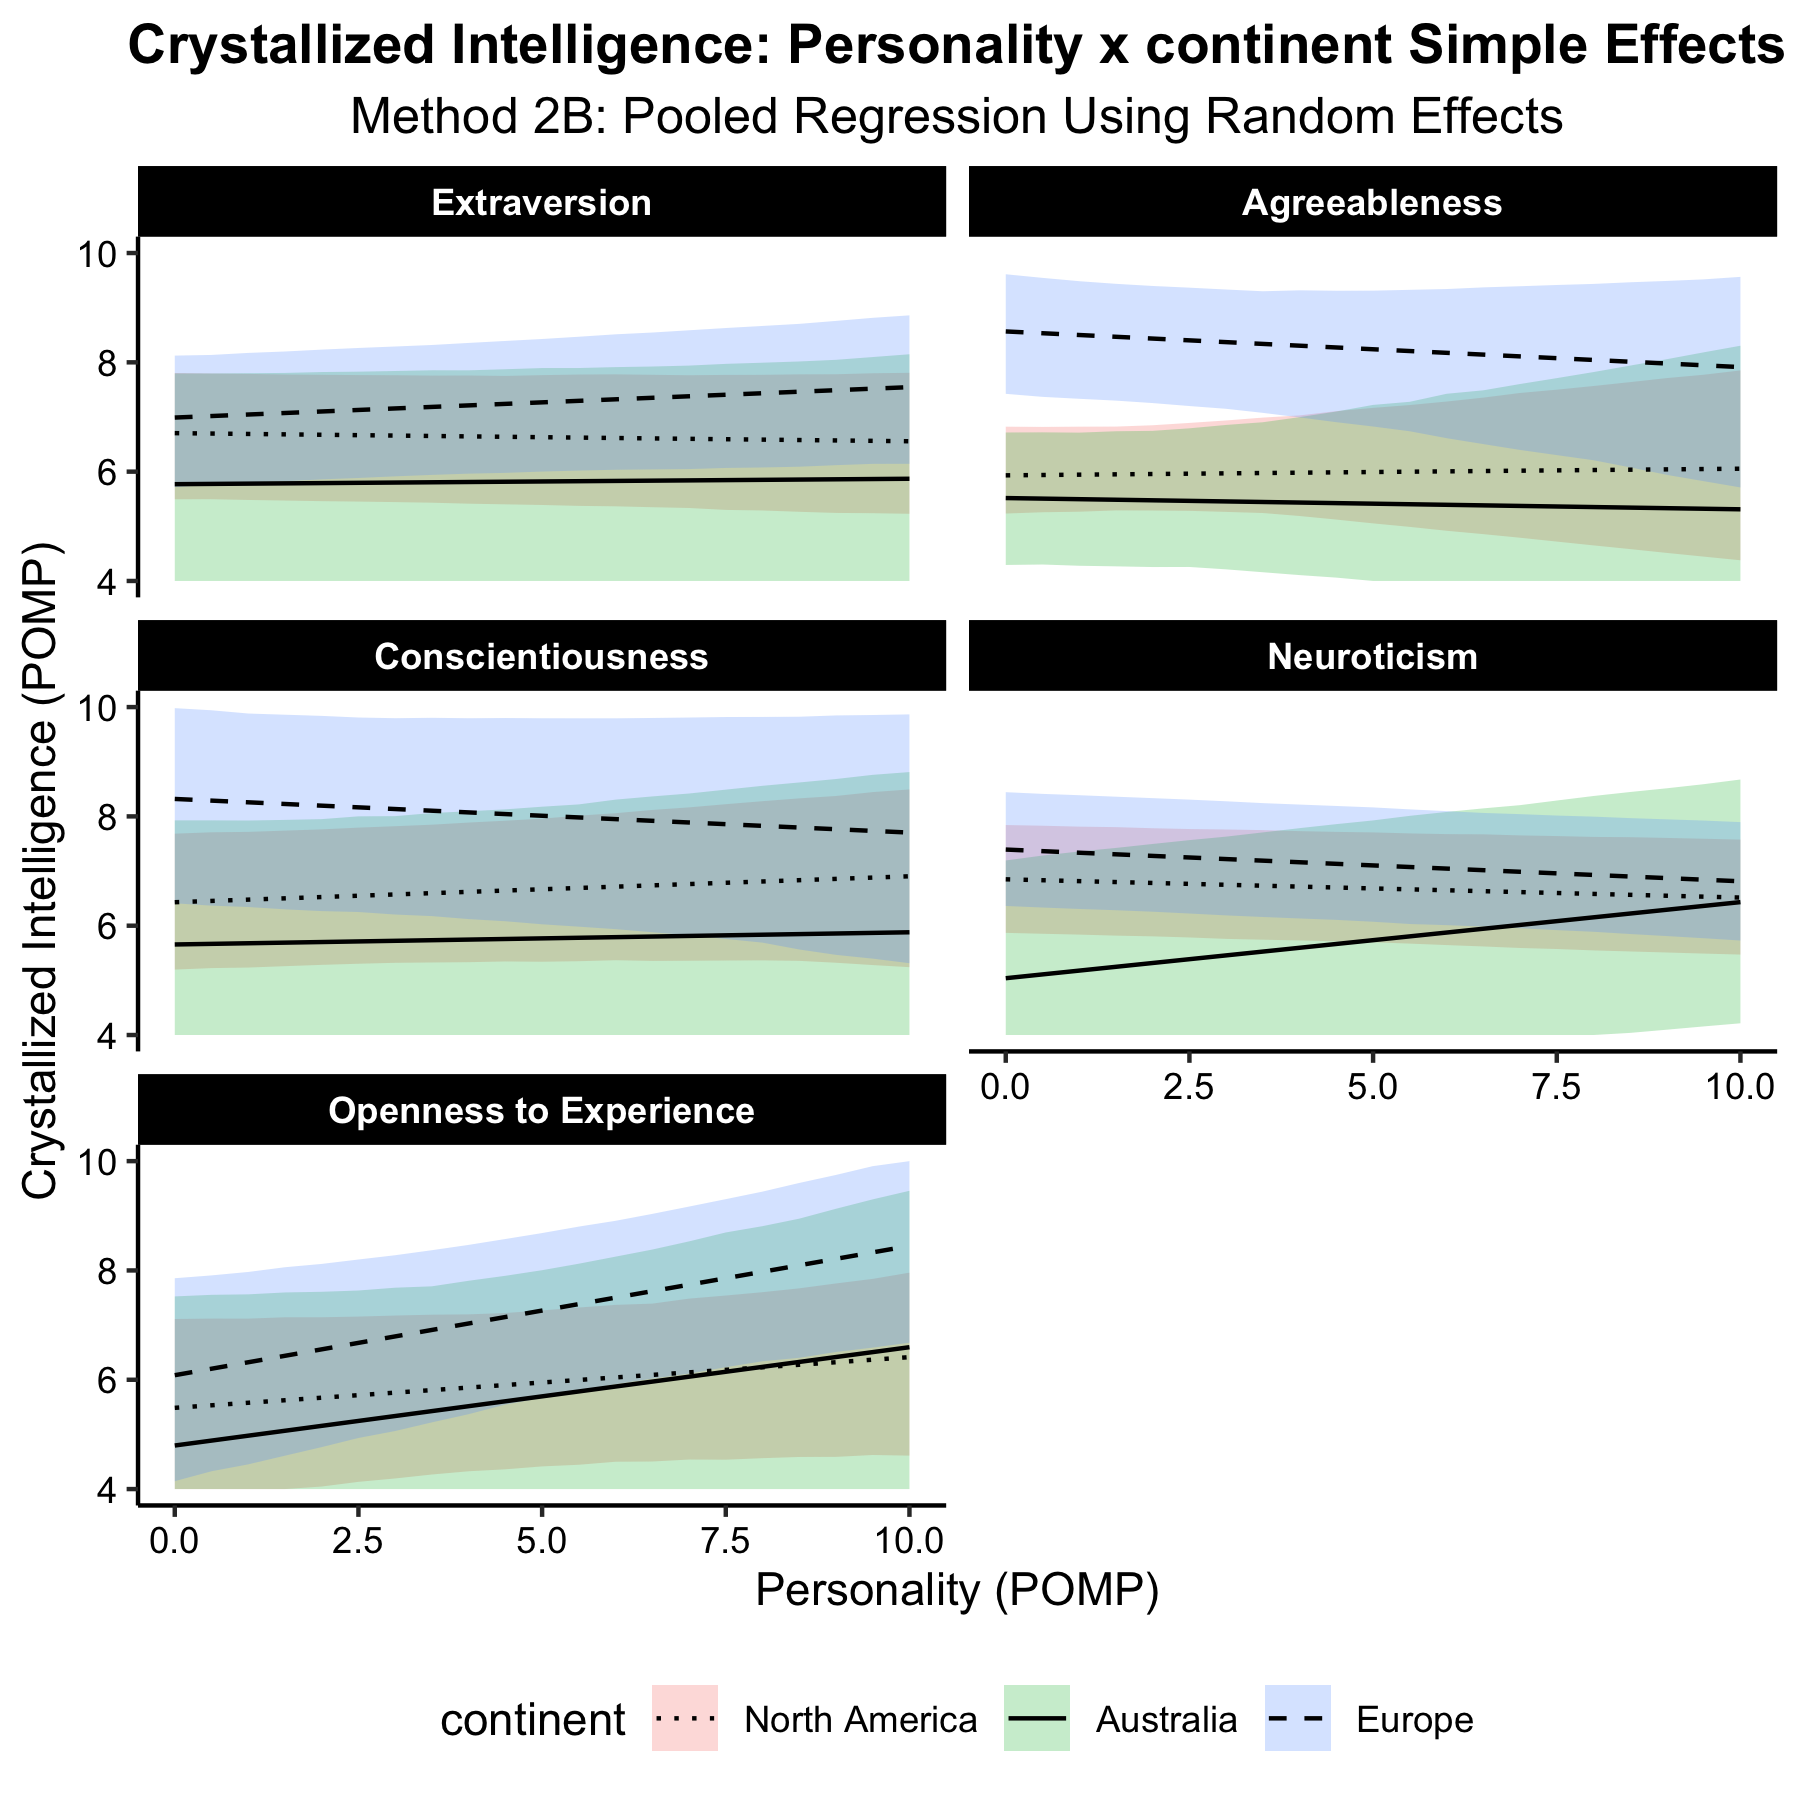 Crystallized Intelligence: Personality x continent Simple Effects
Method 2B: Pooled Regression Using Random Effects
Extraversion
Agreeableness
10
8
6
4
Conscientiousness
Neuroticism
10
8
6
4
0.0 2.5 5.0 7.5 10.0
Openness to Experience
10
8
6
4
0.0 2.5 5.0 7.5 10.0
Crystallized Intelligence (POMP)
Personality (POMP)
continent North America Australia Europe